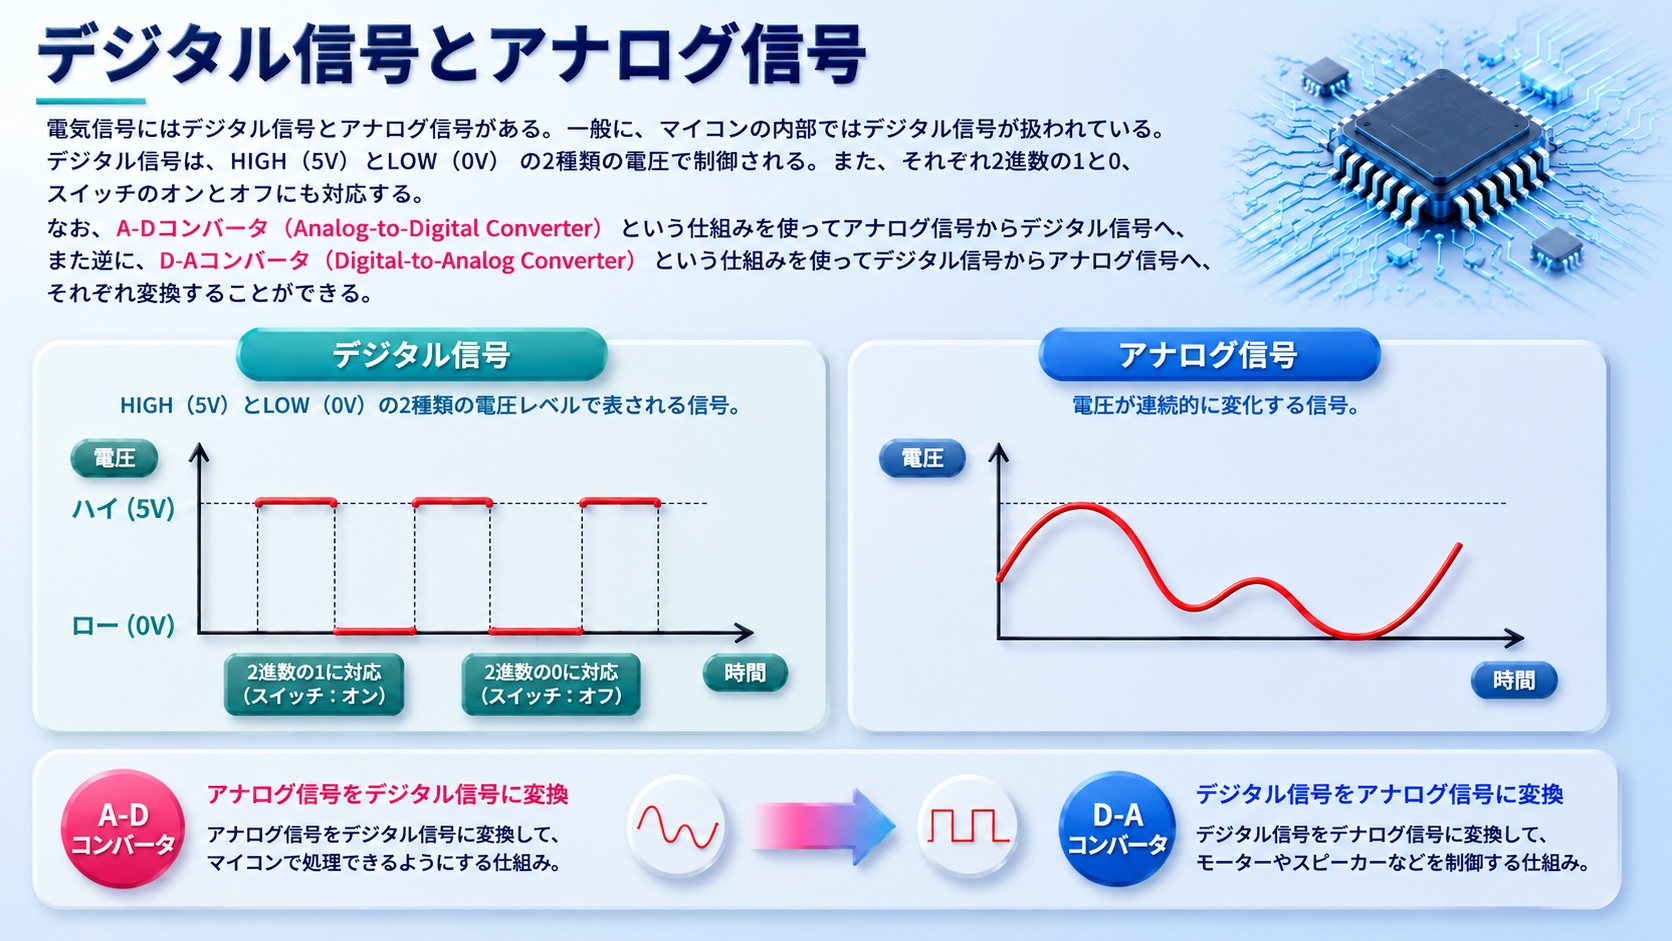 デジタル信号とアナログ信号
電気信号にはデジタル信号とアナログ信号がある。一般に、マイコンの内部ではデジタル信号が扱われている。
デジタル信号は、HIGH（5V）とLOW（0V） の2種類の電圧で制御される。また、それぞれ2進数の1と0、
スイッチのオンとオフにも対応する。
なお、A-Dコンバータ（Analog-to-Digital Converter） という仕組みを使ってアナログ信号からデジタル信号へ、
また逆に、D-Aコンバータ（Digital-to-Analog Converter） という仕組みを使ってデジタル信号からアナログ信号へ、
それぞれ変換することができる。
デジタル信号
HIGH（5V）とLOW（0V）の2種類の電圧レベルで表される信号。
電圧
ハイ (5V)
ロー (0V)
2進数の1に対応
（スイッチ：オン）
2進数の0に対応
（スイッチ：オフ）
時間
アナログ信号
電圧が連続的に変化する信号。
電圧
時間
A-D
コンバータ
アナログ信号をデジタル信号に変換
アナログ信号をデジタル信号に変換して、
マイコンで処理できるようにする仕組み。
D-A
コンバータ
デジタル信号をアナログ信号に変換
デジタル信号をデナログ信号に変換して、
モーターやスピーカーなどを制御する仕組み。